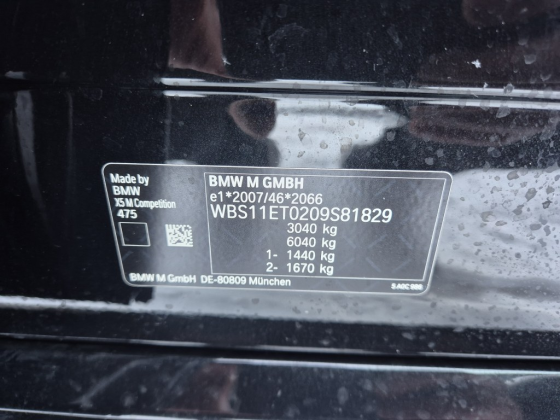 Made by
BMW
X5 M Competition
475
BMW M GMBH
e1*2007/46*2066
WBS11ET0209S81829
3040 kg
6040 kg
1- 1440 kg
2- 1670 kg
BMW M GmbH DE-80809 München